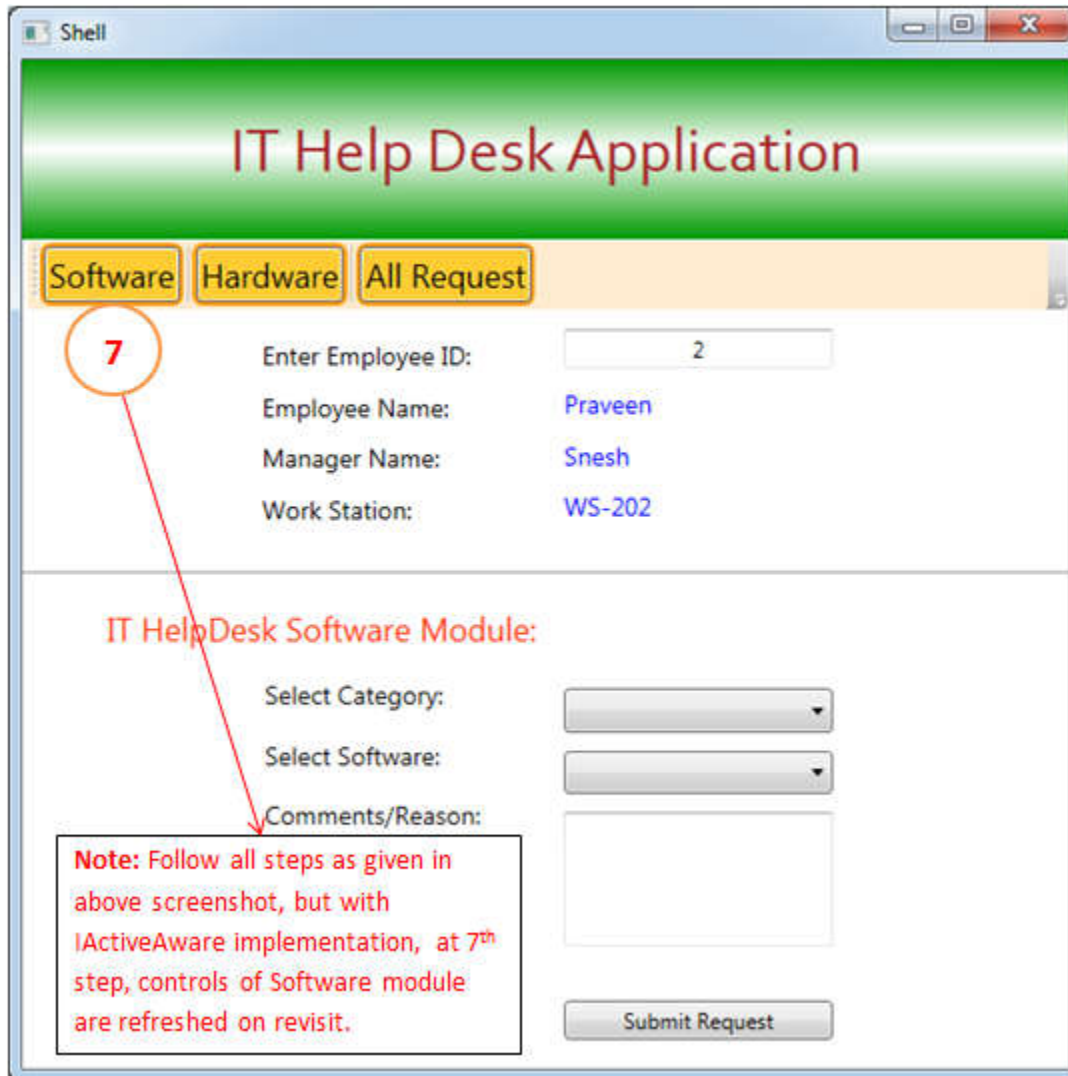 Shell
IT Help Desk Application
Software Hardware All Request
7
Enter Employee ID: 2
Employee Name: Praveen
Manager Name: Snesh
Work Station: WS-202
IT HelpDesk Software Module:
Select Category:
Select Software:
Comments/Reason:
Note: Follow all steps as given in
above screenshot, but with
IActiveAware implementation, at 7th
step, controls of Software module
are refreshed on revisit.
Submit Request